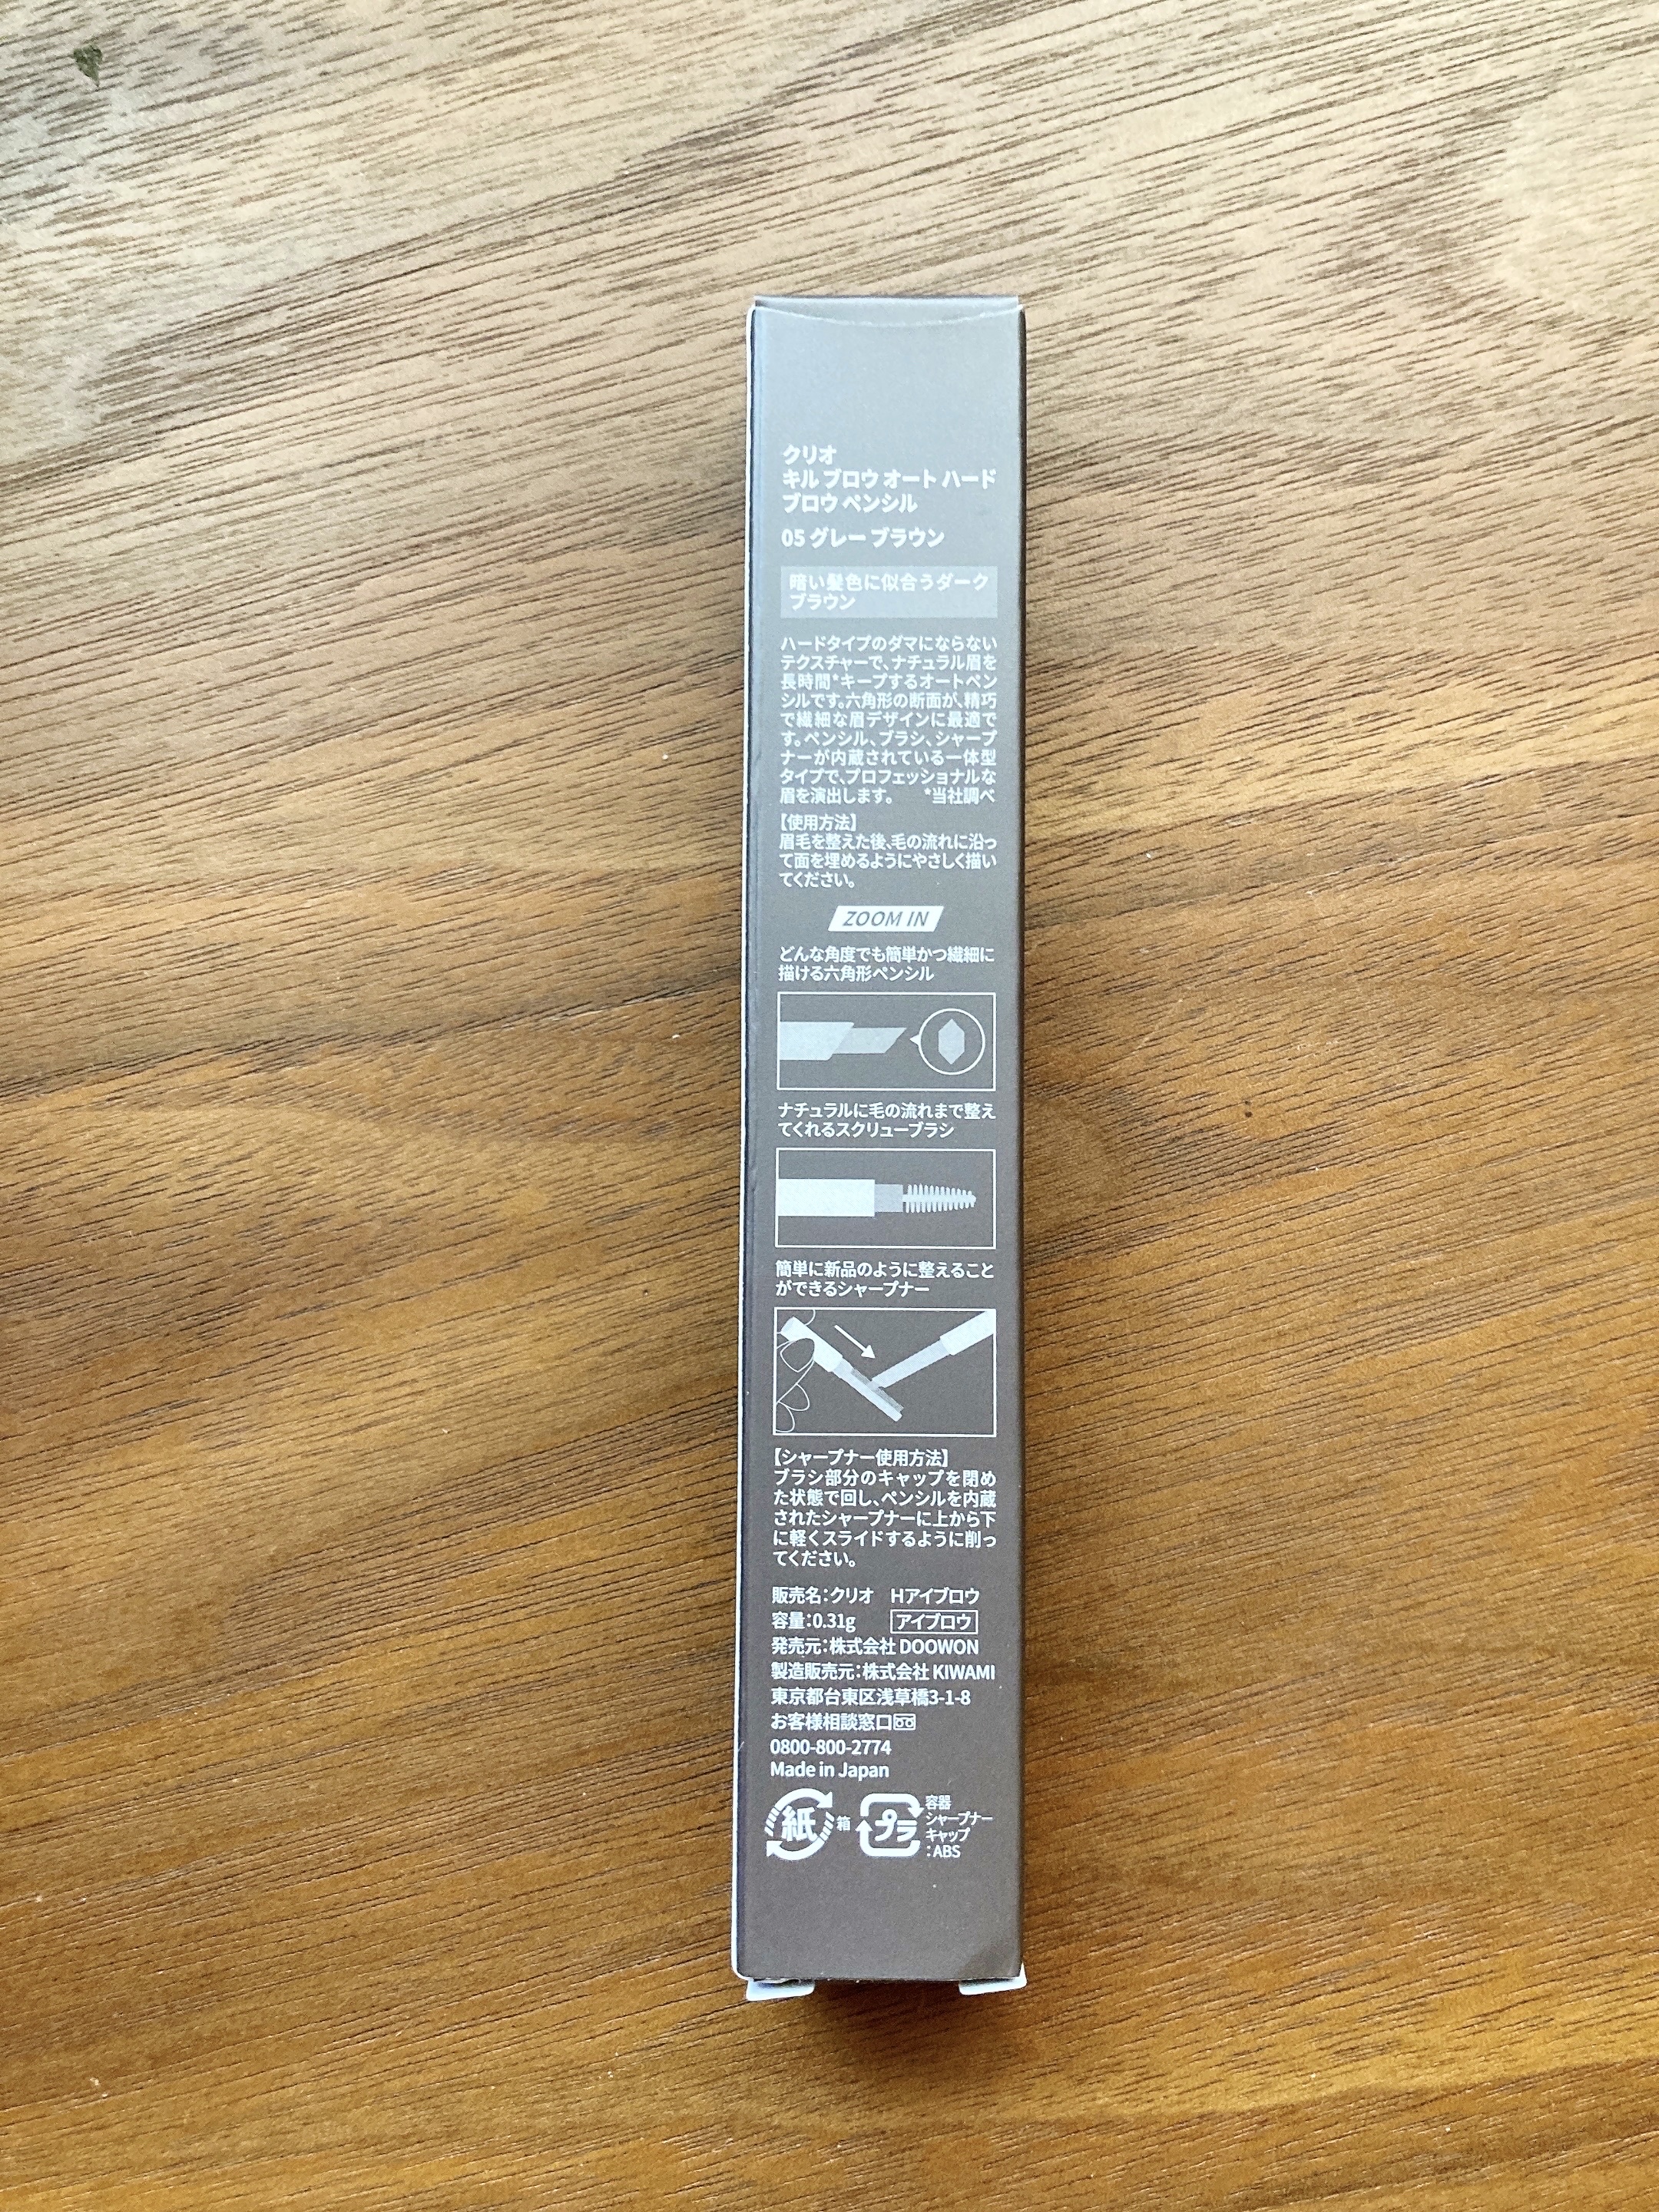 クリオ
キル ブロウ オート ハード
ブロウ ペンシル
05 グレー ブラウン
暗い髪色に似合うダーク
ブラウン
ハードタイプのダマにならない
テクスチャーで、ナチュラル眉を
長時間*キープするオートペン
シルです。六角形の断面が、精巧
で繊細な眉デザインに最適で
す。ペンシル、ブラシ、シャープ
ナーが内蔵されている一体型
タイプで、プロフェッショナルな
眉を演出します。 *当社調べ
【使用方法】
眉毛を整えた後、毛の流れに沿っ
て面を埋めるようにやさしく描い
てください。
ZOOM IN
どんな角度でも簡単かつ繊細に
描ける六角形ペンシル
ナチュラルに毛の流れまで整え
てくれるスクリューブラシ
簡単に新品のように整えること
ができるシャープナー
【シャープナー使用方法】
ブラシ部分のキャップを閉め
た状態で回し、ペンシルを内蔵
されたシャープナーに上から下
に軽くスライドするように削っ
てください。
販売名：クリオ Hアイブロウ
容量：0.31g アイブロウ
発売元：株式会社 DOOWON
製造販売元：株式会社 KIWAMI
東京都台東区浅草橋3-1-8
お客様相談窓口
0800-800-2774
Made in Japan
紙 箱 プラ 容器
シャープナー
キャップ
：ABS